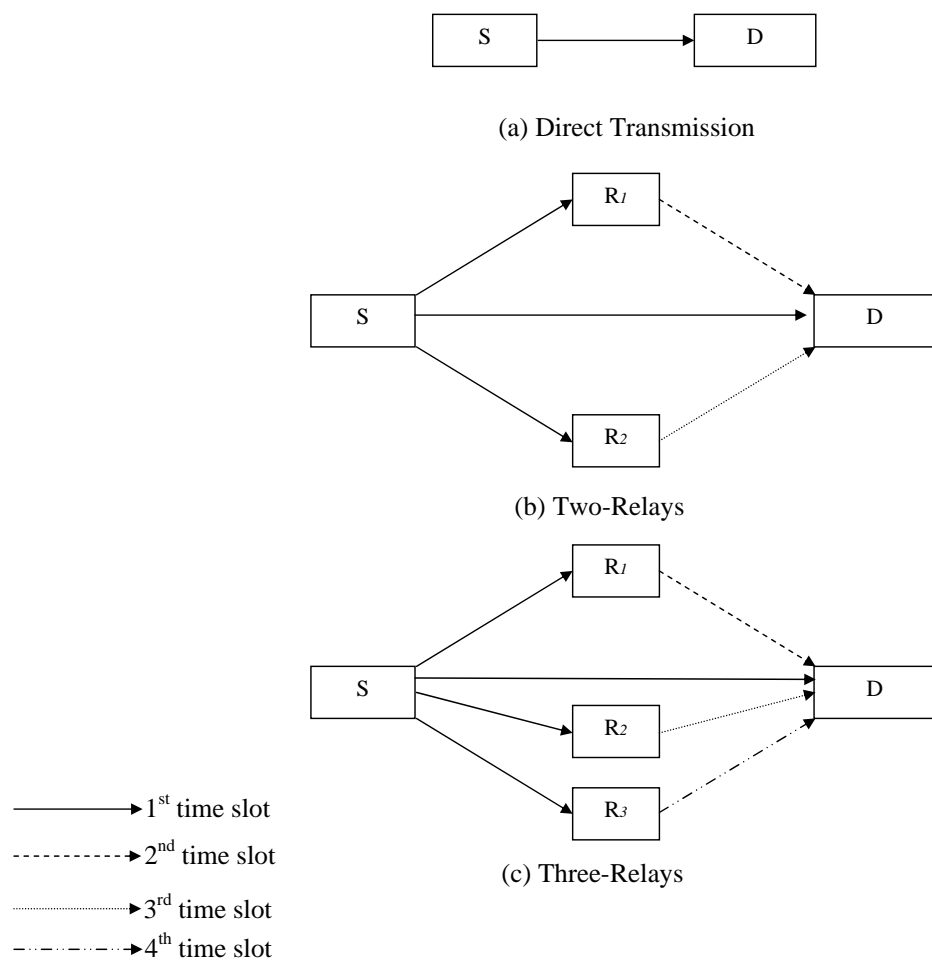 S D
(a) Direct Transmission
R1
S D
R2
(b) Two-Relays
R1
S D
R2
R3
1st time slot
(c) Three-Relays
2nd time slot
3rd time slot
4th time slot